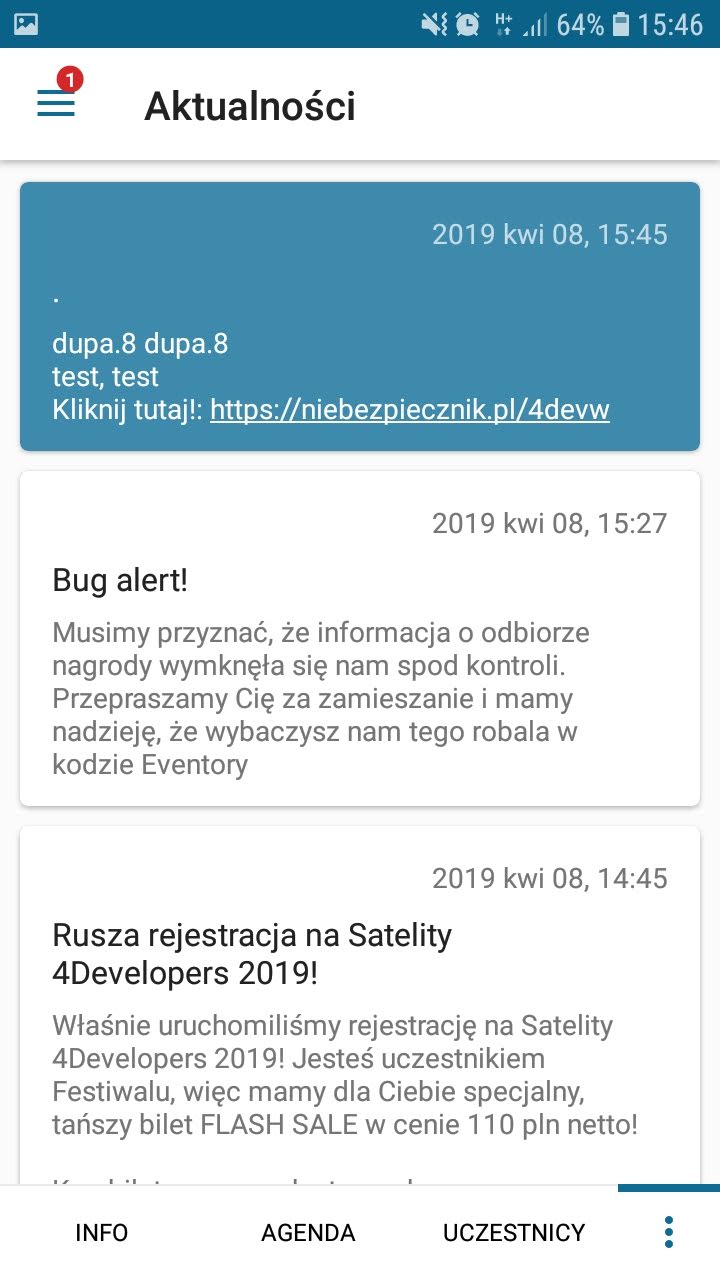 H+ 64% 15:46
1
Aktualności
2019 kwi 08, 15:45
.
dupa.8 dupa.8
test, test
Kliknij tutaj!: https://niebezpiecznik.pl/4devw
2019 kwi 08, 15:27
Bug alert!
Musimy przyznać, że informacja o odbiorze
nagrody wymknęła się nam spod kontroli.
Przepraszamy Cię za zamieszanie i mamy
nadzieję, że wybaczysz nam tego robala w
kodzie Eventory
2019 kwi 08, 14:45
Rusza rejestracja na Satelity
4Developers 2019!
Właśnie uruchomiliśmy rejestrację na Satelity
4Developers 2019! Jesteś uczestnikiem
Festiwalu, więc mamy dla Ciebie specjalny,
tańszy bilet FLASH SALE w cenie 110 pln netto!
INFO AGENDA UCZESTNICY